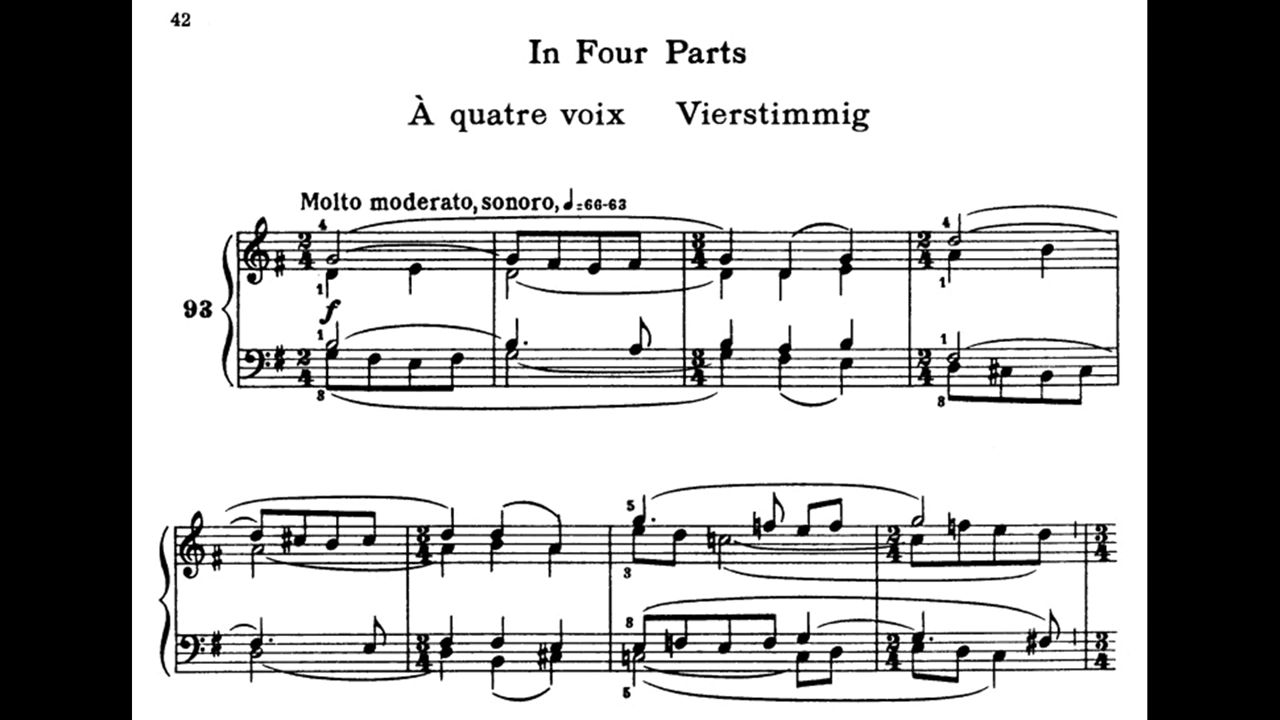 42
In Four Parts
À quatre voix Vierstimmig
Molto moderato, sonoro, ♩=66-63
93
f